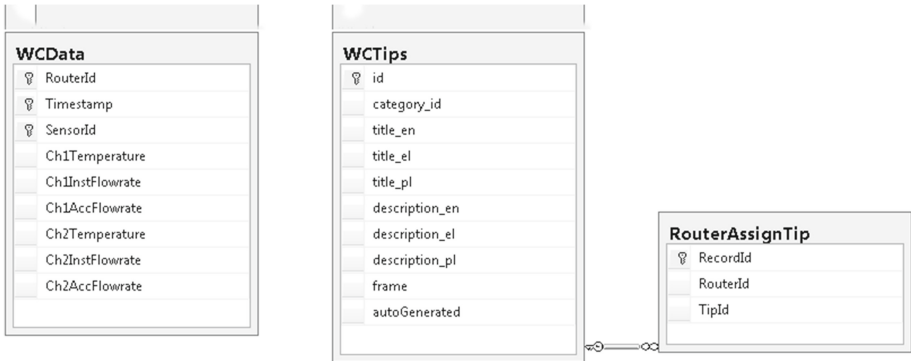 WCData
RouterId
Timestamp
SensorId
Ch1Temperature
Ch1InstFlowrate
Ch1AccFlowrate
Ch2Temperature
Ch2InstFlowrate
Ch2AccFlowrate
WCTips
id
category_id
title_en
title_el
title_pl
description_en
description_el
description_pl
frame
autoGenerated
RouterAssignTip
RecordId
RouterId
TipId